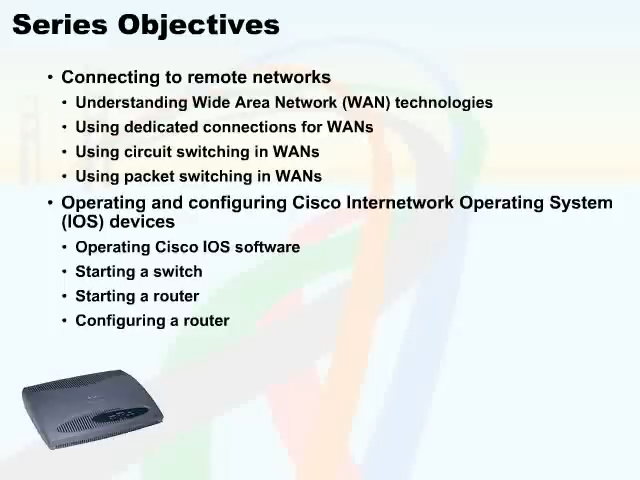 Series Objectives
• Connecting to remote networks
• Understanding Wide Area Network (WAN) technologies
• Using dedicated connections for WANs
• Using circuit switching in WANs
• Using packet switching in WANs
• Operating and configuring Cisco Internetwork Operating System
(IOS) devices
• Operating Cisco IOS software
• Starting a switch
• Starting a router
• Configuring a router